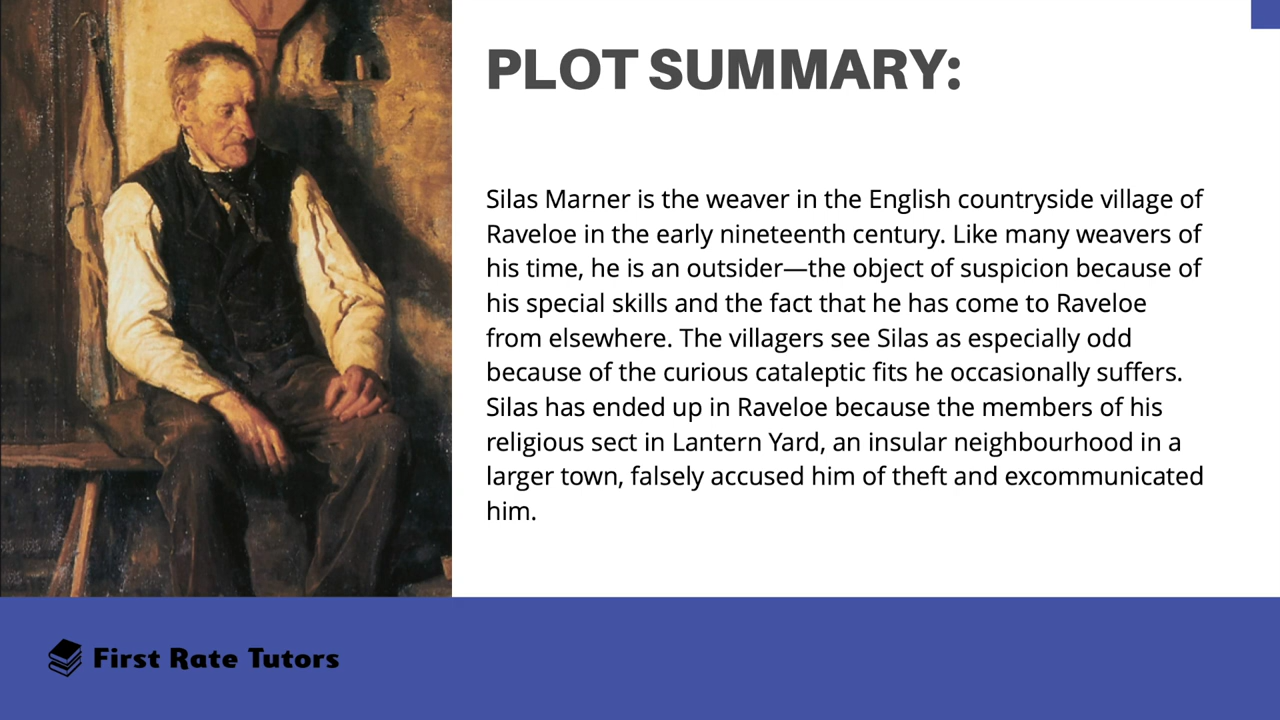 PLOT SUMMARY:
Silas Marner is the weaver in the English countryside village of
Raveloe in the early nineteenth century. Like many weavers of
his time, he is an outsider—the object of suspicion because of
his special skills and the fact that he has come to Raveloe
from elsewhere. The villagers see Silas as especially odd
because of the curious cataleptic fits he occasionally suffers.
Silas has ended up in Raveloe because the members of his
religious sect in Lantern Yard, an insular neighbourhood in a
larger town, falsely accused him of theft and excommunicated
him.
First Rate Tutors